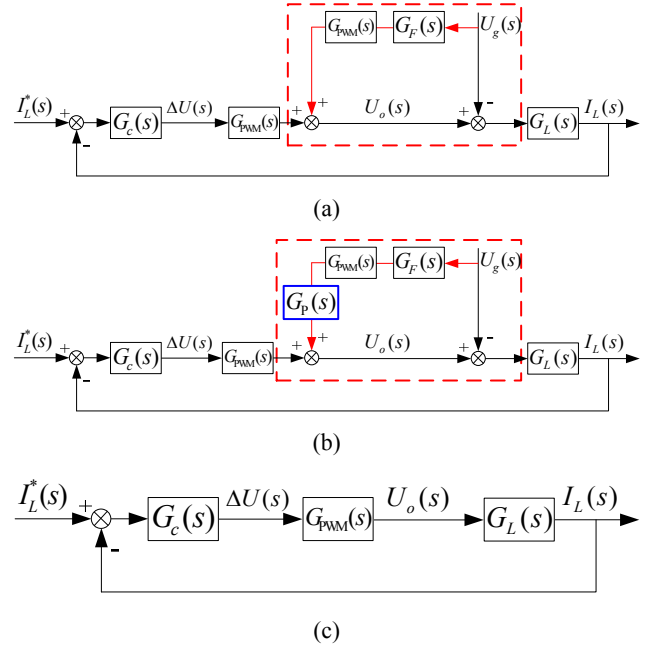 G_PWM(s) G_F(s) U_g(s)
I_L^*(s) + - G_c(s) ΔU(s) G_PWM(s) + + U_o(s) + - G_L(s) I_L(s)
(a)
G_PWM(s) G_F(s) U_g(s)
G_P(s)
I_L^*(s) + - G_c(s) ΔU(s) G_PWM(s) + + U_o(s) + - G_L(s) I_L(s)
(b)
I_L^*(s) + - G_c(s) ΔU(s) G_PWM(s) U_o(s) G_L(s) I_L(s)
(c)